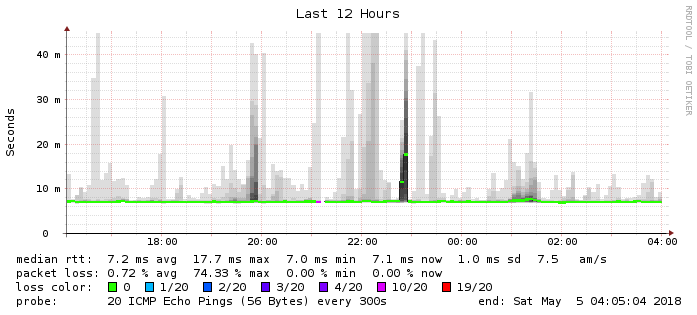 Last 12 Hours
RRDTOOL / TOBI OETIKER
Seconds
40 m
30 m
20 m
10 m
0
18:00 20:00 22:00 00:00 02:00 04:00
median rtt: 7.2 ms avg 17.7 ms max 7.0 ms min 7.1 ms now 1.0 ms sd 7.5 am/s
packet loss: 0.72 % avg 74.33 % max 0.00 % min 0.00 % now
loss color: 0 1/20 2/20 3/20 4/20 10/20 19/20
probe: 20 ICMP Echo Pings (56 Bytes) every 300s end: Sat May 5 04:05:04 2018